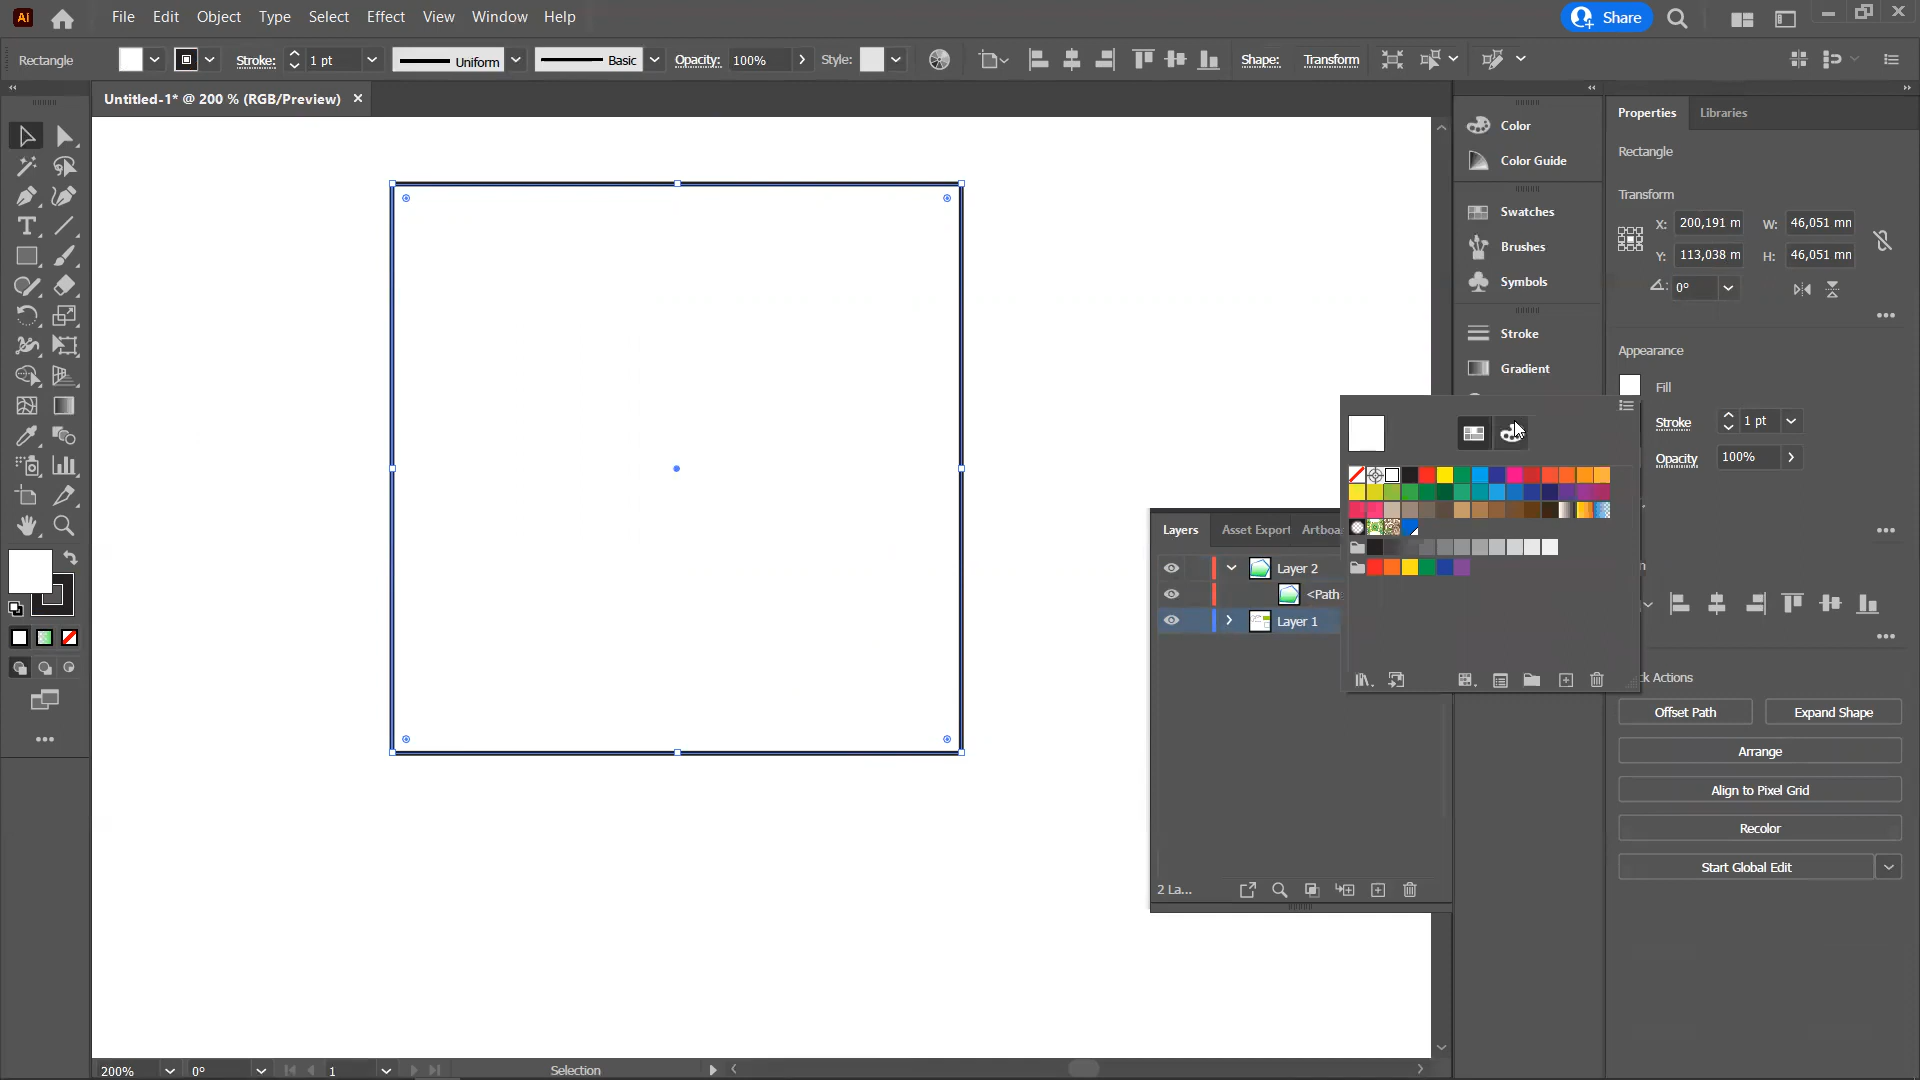 Ai File Edit Object Type Select Effect View Window Help Share
Rectangle Stroke: 1 pt Uniform Basic Opacity: 100% Style: Shape: Transform
Untitled-1* @ 200 % (RGB/Preview)
Color
Color Guide
Swatches
Brushes
Symbols
Stroke
Gradient
Properties Libraries
Rectangle
Transform
X: 200,191 m W: 46,051 mm
Y: 113,038 m H: 46,051 mm
0°
Appearance
Fill
Stroke 1 pt
Opacity 100%
Layers Asset Export Artboa
Layer 2
<Path
Layer 1
2 La...
n
k Actions
Offset Path Expand Shape
Arrange
Align to Pixel Grid
Recolor
Start Global Edit
200% 0° 1 Selection